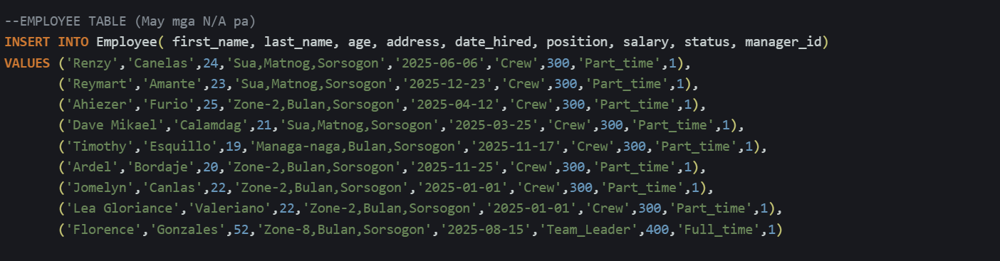 --EMPLOYEE TABLE (May mga N/A pa)
INSERT INTO Employee( first_name, last_name, age, address, date_hired, position, salary, status, manager_id)
VALUES ('Renzy','Canelas',24,'Sua,Matnog,Sorsogon','2025-06-06','Crew',300,'Part_time',1),
('Reymart','Amante',23,'Sua,Matnog,Sorsogon','2025-12-23','Crew',300,'Part_time',1),
('Ahiezer','Furio',25,'Zone-2,Bulan,Sorsogon','2025-04-12','Crew',300,'Part_time',1),
('Dave Mikael','Calamdag',21,'Sua,Matnog,Sorsogon','2025-03-25','Crew',300,'Part_time',1),
('Timothy','Esquillo',19,'Managa-naga,Bulan,Sorsogon','2025-11-17','Crew',300,'Part_time',1),
('Ardel','Bordaje',20,'Zone-2,Bulan,Sorsogon','2025-11-25','Crew',300,'Part_time',1),
('Jomelyn','Canlas',22,'Zone-2,Bulan,Sorsogon','2025-01-01','Crew',300,'Part_time',1),
('Lea Gloriance','Valeriano',22,'Zone-2,Bulan,Sorsogon','2025-01-01','Crew',300,'Part_time',1),
('Florence','Gonzales',52,'Zone-8,Bulan,Sorsogon','2025-08-15','Team_Leader',400,'Full_time',1)